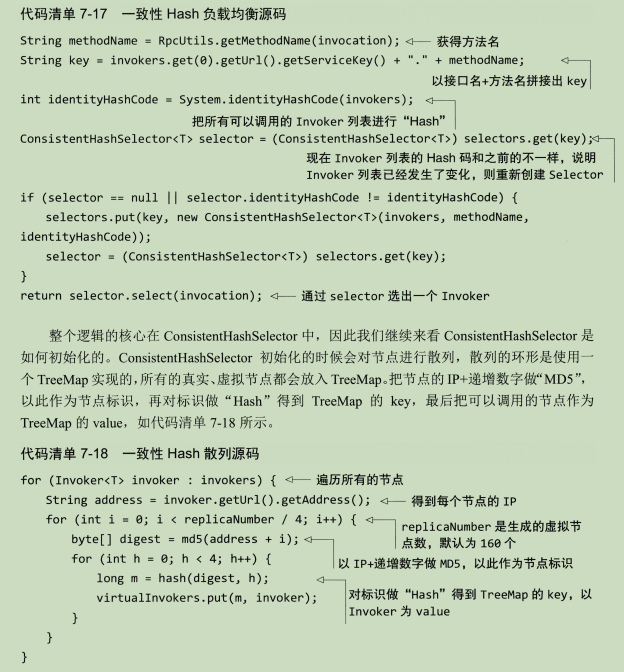 代码清单 7-17 一致性 Hash 负载均衡源码
String methodName = RpcUtils.getMethodName(invocation); 获得方法名
String key = invokers.get(0).getUrl().getServiceKey() + "." + methodName;
以接口名+方法名拼接出 key
int identityHashCode = System.identityHashCode(invokers);
把所有可以调用的 Invoker 列表进行“Hash”
ConsistentHashSelector<T> selector = (ConsistentHashSelector<T>) selectors.get(key);
现在 Invoker 列表的 Hash 码和之前的不一样，说明
Invoker 列表已经发生了变化，则重新创建 Selector
if (selector == null || selector.identityHashCode != identityHashCode) {
selectors.put(key, new ConsistentHashSelector<T>(invokers, methodName,
identityHashCode));
selector = (ConsistentHashSelector<T>) selectors.get(key);
}
return selector.select(invocation); 通过 selector 选出一个 Invoker
整个逻辑的核心在 ConsistentHashSelector 中，因此我们继续来看 ConsistentHashSelector 是
如何初始化的。ConsistentHashSelector 初始化的时候会对节点进行散列，散列的环形是使用一
个 TreeMap 实现的，所有的真实、虚拟节点都会放入 TreeMap。把节点的 IP+递增数字做“MD5”，
以此作为节点标识，再对标识做“Hash”得到 TreeMap 的 key，最后把可以调用的节点作为
TreeMap 的 value，如代码清单 7-18 所示。
代码清单 7-18 一致性 Hash 散列源码
for (Invoker<T> invoker : invokers) { 遍历所有的节点
String address = invoker.getUrl().getAddress(); 得到每个节点的 IP
for (int i = 0; i < replicaNumber / 4; i++) {
replicaNumber 是生成的虚拟节
点数，默认为 160 个
byte[] digest = md5(address + i);
for (int h = 0; h < 4; h++) {
以 IP+递增数字做 MD5，以此作为节点标识
long m = hash(digest, h);
virtualInvokers.put(m, invoker);
对标识做“Hash”得到 TreeMap 的 key，以
Invoker 为 value
}
}
}